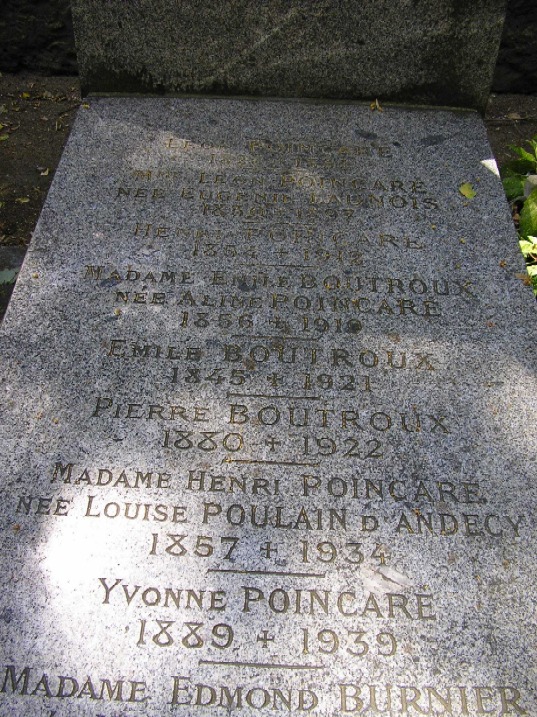 LÉON POINCARÉ
MME LÉON POINCARÉ
NÉE EUGÉNIE LAUNOIS
HENRI POINCARÉ
1854 + 1912
MADAME EMILE BOUTROUX
NÉE ALINE POINCARÉ
1856 + 1919
EMILE BOUTROUX
1845 + 1921
PIERRE BOUTROUX
1880 + 1922
MADAME HENRI POINCARÉ
NÉE LOUISE POULAIN D'ANDECY
1857 + 1934
YVONNE POINCARÉ
1889 + 1939
MADAME EDMOND BURNIER